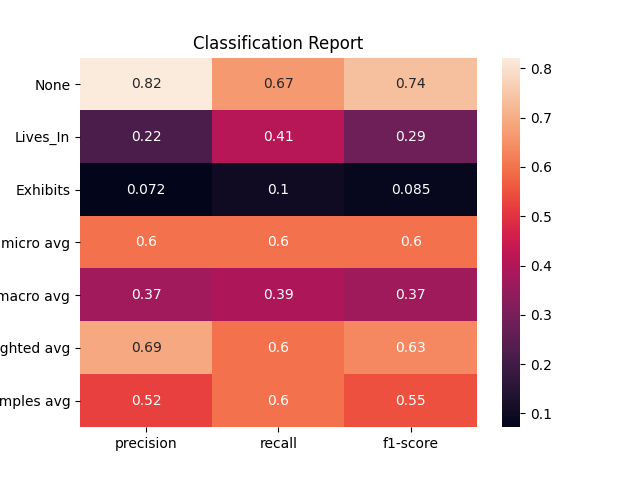 Classification Report
None 0.82 0.67 0.74 0.8
Lives_In 0.22 0.41 0.29 0.7
Exhibits 0.072 0.1 0.085 0.6
micro avg 0.6 0.6 0.6 0.5
macro avg 0.37 0.39 0.37 0.4
ghted avg 0.69 0.6 0.63 0.3
mples avg 0.52 0.6 0.55 0.2
0.1
precision recall f1-score